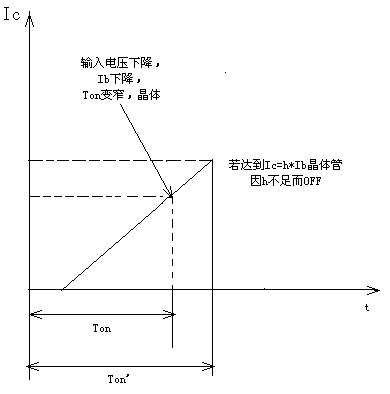 Ic
输入电压下降，
Ib下降，
Ton变窄，晶体
若达到Ic=h*Ib晶体管
因h不足而OFF
t
Ton
Ton'